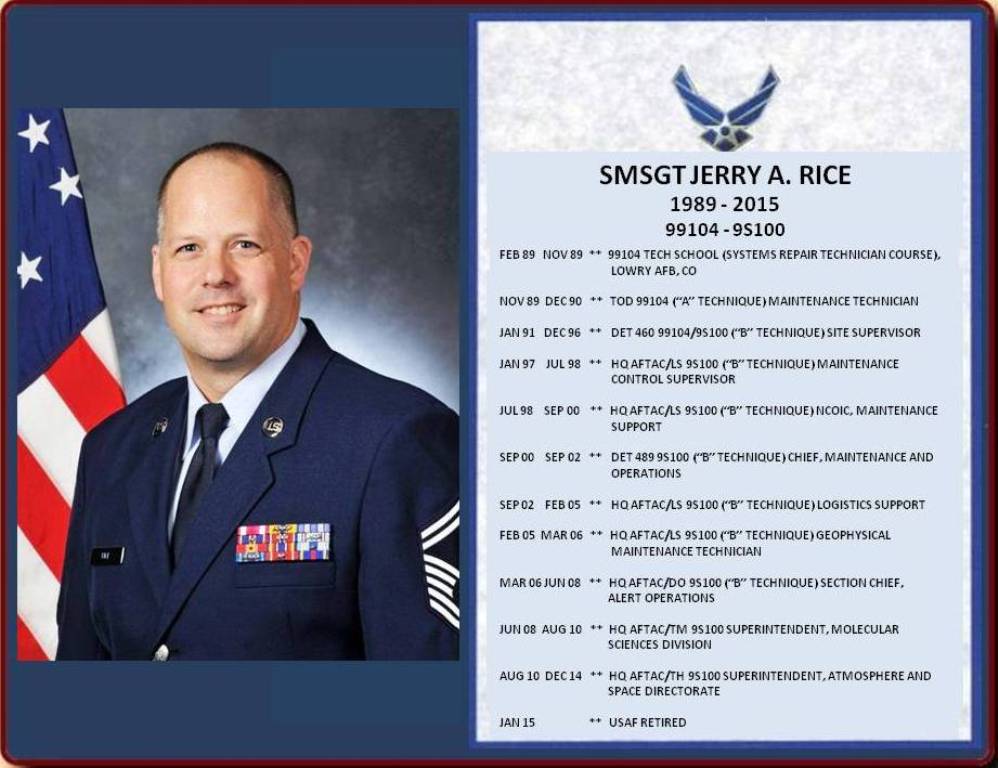 SMSGT JERRY A. RICE
1989 - 2015
99104 - 9S100
FEB 89 NOV 89 ** 99104 TECH SCHOOL (SYSTEMS REPAIR TECHNICIAN COURSE),
LOWRY AFB, CO
NOV 89 DEC 90 ** TOD 99104 ("A" TECHNIQUE) MAINTENANCE TECHNICIAN
JAN 91 DEC 96 ** DET 460 99104/9S100 ("B" TECHNIQUE) SITE SUPERVISOR
JAN 97 JUL 98 ** HQ AFTAC/LS 9S100 ("B" TECHNIQUE) MAINTENANCE
CONTROL SUPERVISOR
JUL 98 SEP 00 ** HQ AFTAC/LS 9S100 ("B" TECHNIQUE) NCOIC, MAINTENANCE
SUPPORT
SEP 00 SEP 02 ** DET 489 9S100 ("B" TECHNIQUE) CHIEF, MAINTENANCE AND
OPERATIONS
SEP 02 FEB 05 ** HQ AFTAC/LS 9S100 ("B" TECHNIQUE) LOGISTICS SUPPORT
FEB 05 MAR 06 ** HQ AFTAC/LS 9S100 ("B" TECHNIQUE) GEOPHYSICAL
MAINTENANCE TECHNICIAN
MAR 06 JUN 08 ** HQ AFTAC/DO 9S100 ("B" TECHNIQUE) SECTION CHIEF,
ALERT OPERATIONS
JUN 08 AUG 10 ** HQ AFTAC/TM 9S100 SUPERINTENDENT, MOLECULAR
SCIENCES DIVISION
AUG 10 DEC 14 ** HQ AFTAC/TH 9S100 SUPERINTENDENT, ATMOSPHERE AND
SPACE DIRECTORATE
JAN 15 ** USAF RETIRED